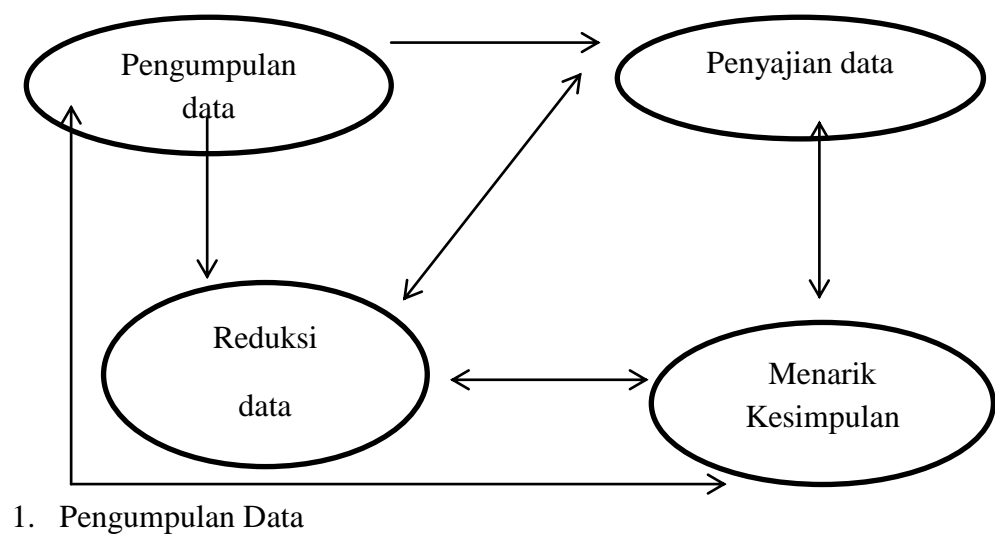 Pengumpulan
data
Penyajian data
Reduksi
data
Menarik
Kesimpulan
1. Pengumpulan Data